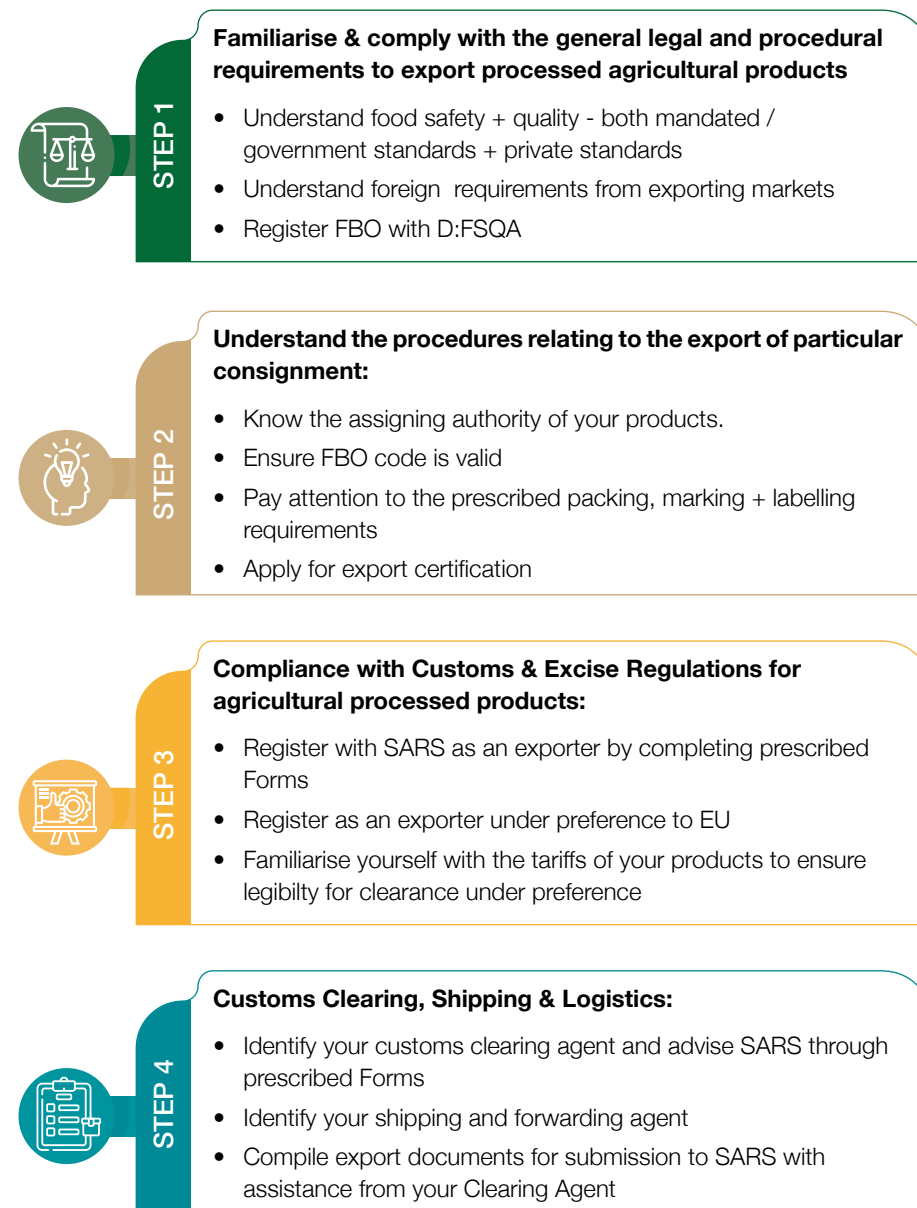 STEP 1
Familiarise & comply with the general legal and procedural
requirements to export processed agricultural products
• Understand food safety + quality - both mandated /
government standards + private standards
• Understand foreign requirements from exporting markets
• Register FBO with D:FSQA
STEP 2
Understand the procedures relating to the export of particular
consignment:
• Know the assigning authority of your products.
• Ensure FBO code is valid
• Pay attention to the prescribed packing, marking + labelling
requirements
• Apply for export certification
STEP 3
Compliance with Customs & Excise Regulations for
agricultural processed products:
• Register with SARS as an exporter by completing prescribed
Forms
• Register as an exporter under preference to EU
• Familiarise yourself with the tariffs of your products to ensure
legibilty for clearance under preference
STEP 4
Customs Clearing, Shipping & Logistics:
• Identify your customs clearing agent and advise SARS through
prescribed Forms
• Identify your shipping and forwarding agent
• Compile export documents for submission to SARS with
assistance from your Clearing Agent